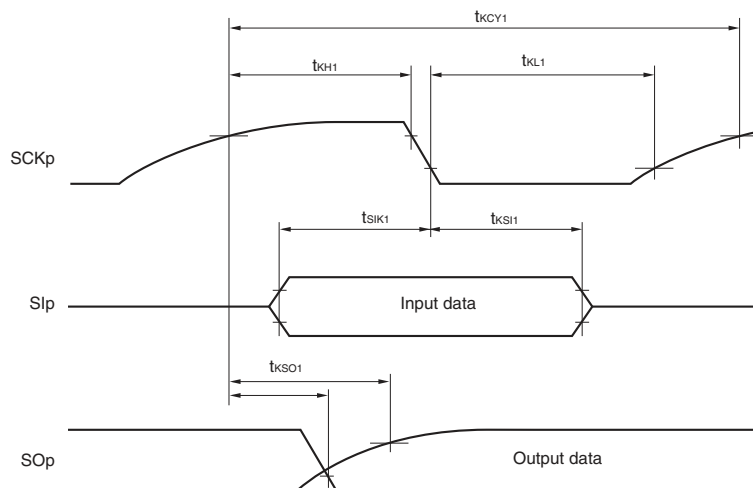 tKCY1
tKH1
tKL1
SCKp
tSIK1
tKSI1
SIp
Input data
tKSO1
SOp
Output data